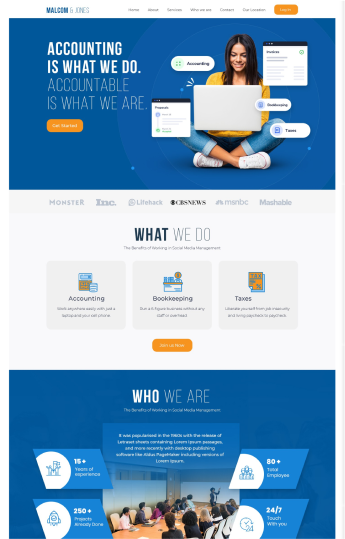 MALCOM & JONES
Home About Services Who we are Contact Our Location
ACCOUNTING
IS WHAT WE DO.
ACCOUNTABLE
IS WHAT WE ARE.
Get Started
Accounting
Invoices
Proposals
Bookkeeping
Taxes
MONSTER Inc. Lifehack CBSNEWS msnbc Mashable
WHAT WE DO
The Benefits of Working in Social Media Management
Accounting
Work anywhere easily with just a
laptop and your cell phone
Bookkeeping
Run a 6 figure business without any
staff or overhead
Taxes
Liberate yourself from job insecurity
and living paycheck to paycheck
Join Us Now
WHO WE ARE
The Benefits of Working in Social Media Management
It was popularised in the 1960s with the release of
Letraset sheets containing Lorem Ipsum passages,
and more recently with desktop publishing
software like Aldus PageMaker including versions of
Lorem Ipsum.
15+
Years of
experience
80+
Total
Employee
250+
Projects
Already Done
24/7
Touch
With you